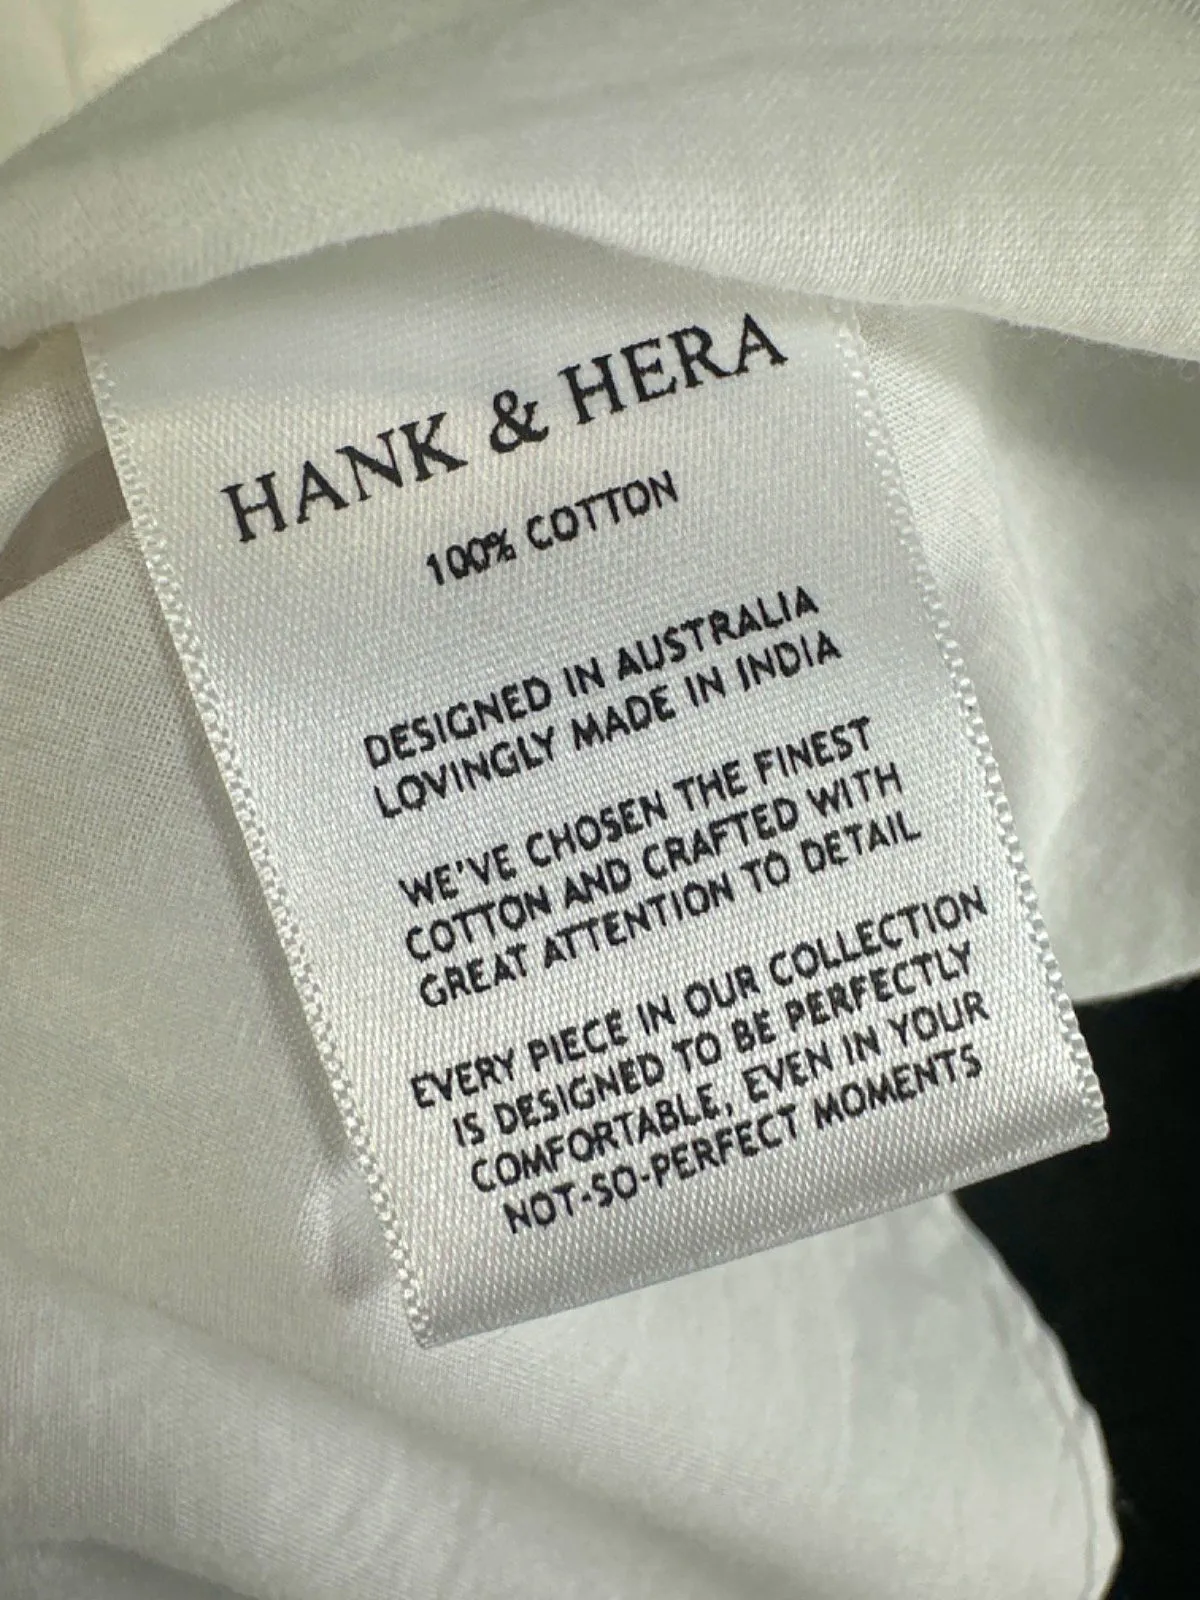 HANK & HERA
100% COTTON
DESIGNED IN AUSTRALIA
LOVINGLY MADE IN INDIA
WE'VE CHOSEN THE FINEST
COTTON AND CRAFTED WITH
GREAT ATTENTION TO DETAIL
EVERY PIECE IN OUR COLLECTION
IS DESIGNED TO BE PERFECTLY
COMFORTABLE, EVEN IN YOUR
NOT-SO-PERFECT MOMENTS